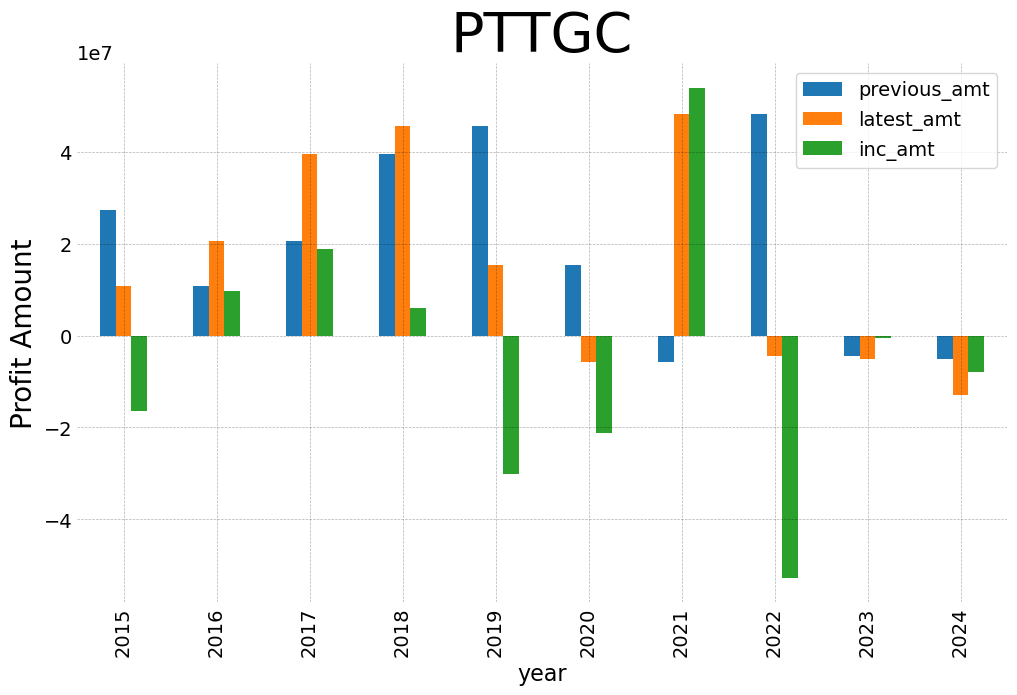 PTTGC
1e7
previous_amt
latest_amt
inc_amt
4
2
0
−2
−4
Profit Amount
2015 2016 2017 2018 2019 2020 2021 2022 2023 2024
year